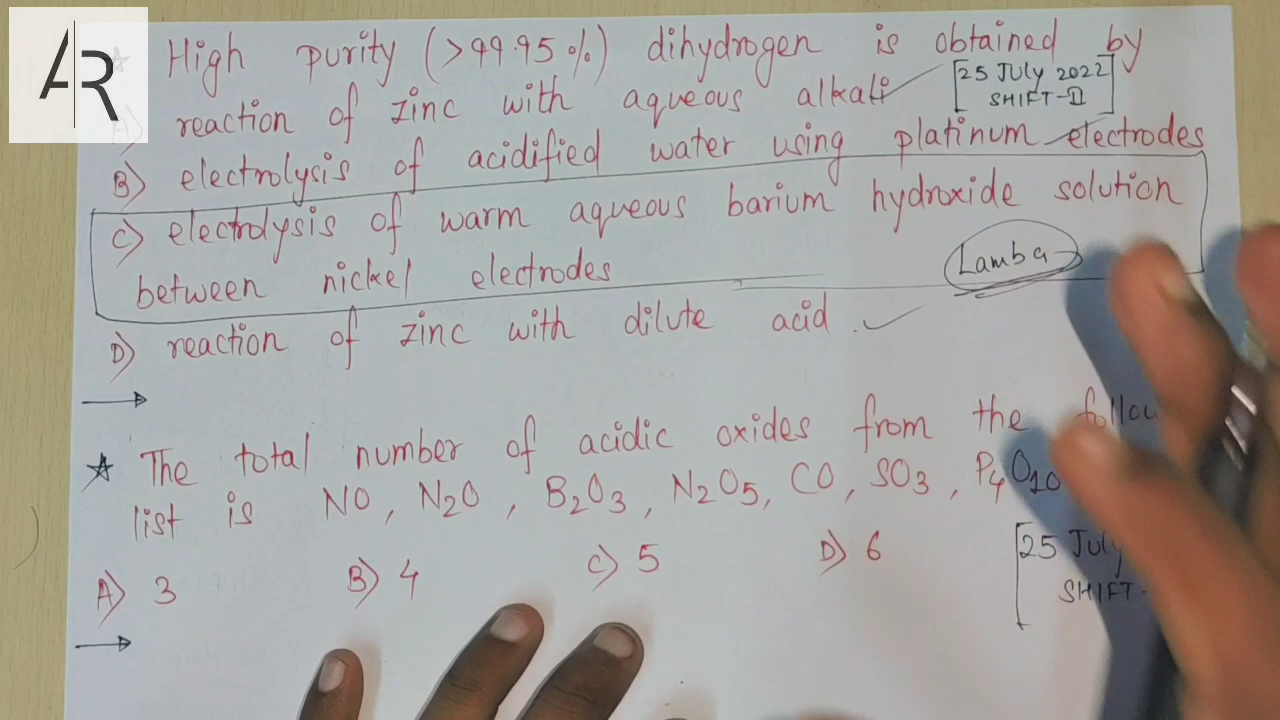 AR
High purity (>99.95%) dihydrogen is obtained by
reaction of zinc with aqueous alkali
[25 JULY 2022]
SHIFT-II
B) electrolysis of acidified water using platinum electrodes
C) electrolysis of warm aqueous barium hydroxide solution
between nickel electrodes
Lamba
D) reaction of zinc with dilute acid.
The total number of acidic oxides from the
list is NO, N2O, B2O3, N2O5, CO, SO3, P4O10
A) 3 B) 4 C) 5 D) 6
[25 July
SHIFT-